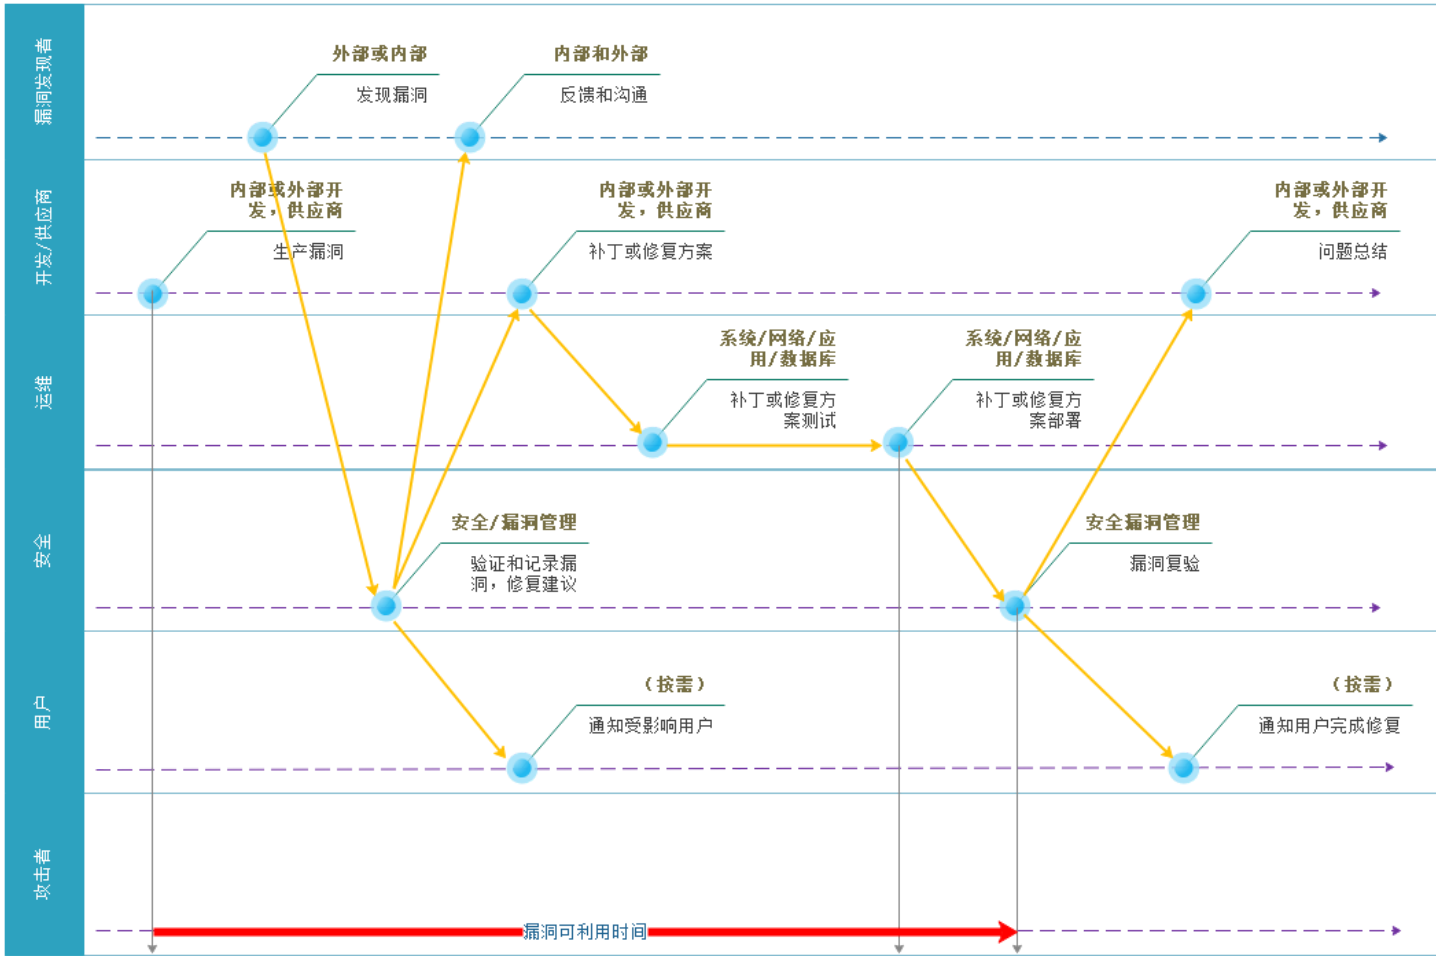 漏洞发现者
外部或内部
发现漏洞
内部和外部
反馈和沟通
开发/供应商
内部或外部开
发，供应商
生产漏洞
内部或外部开
发，供应商
补丁或修复方案
内部或外部开
发，供应商
问题总结
运维
系统/网络/应
用/数据库
补丁或修复方
案测试
系统/网络/应
用/数据库
补丁或修复方
案部署
安全
安全/漏洞管理
验证和记录漏
洞，修复建议
安全漏洞管理
漏洞复验
用户
（按需）
通知受影响用户
（按需）
通知用户完成修复
攻击者
漏洞可利用时间